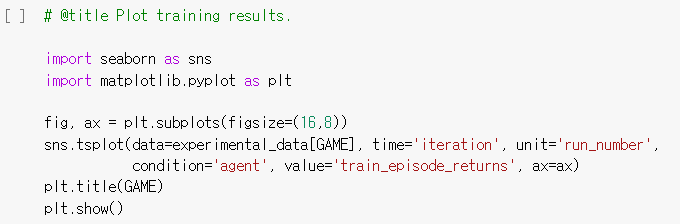 [ ] # @title Plot training results.
import seaborn as sns
import matplotlib.pyplot as plt
fig, ax = plt.subplots(figsize=(16,8))
sns.tsplot(data=experimental_data[GAME], time='iteration', unit='run_number',
condition='agent', value='train_episode_returns', ax=ax)
plt.title(GAME)
plt.show()